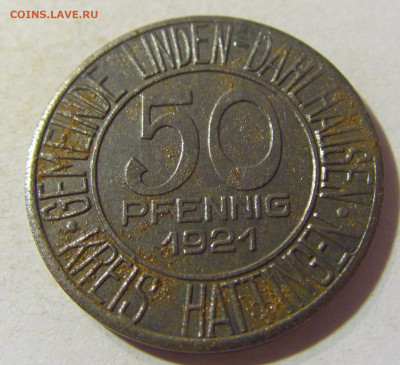 COINS.LAVE.RU
GEMEINDE LINDEN-DAHLHAUSEN
50
PFENNIG
1921
· KREIS HATTINGEN ·